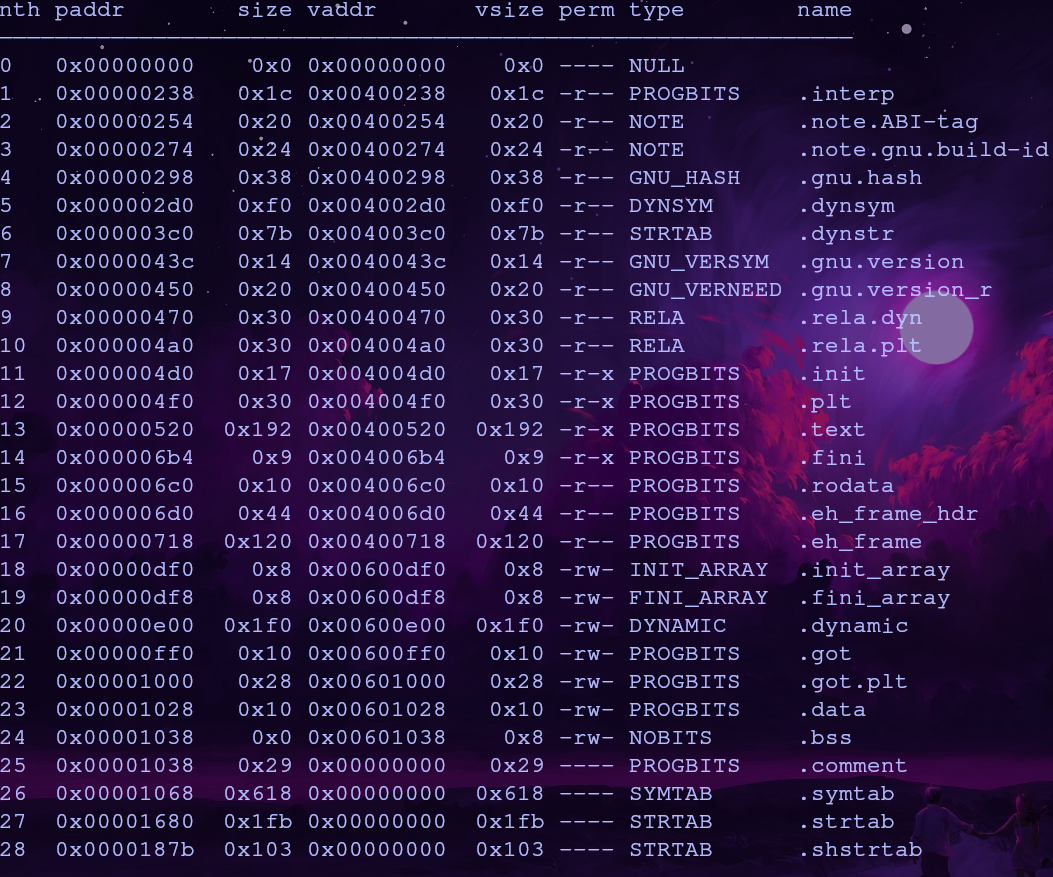 nth paddr size vaddr vsize perm type name
0 0x00000000 0x0 0x00000000 0x0 ---- NULL
1 0x00000238 0x1c 0x00400238 0x1c -r-- PROGBITS .interp
2 0x00000254 0x20 0x00400254 0x20 -r-- NOTE .note.ABI-tag
3 0x00000274 0x24 0x00400274 0x24 -r-- NOTE .note.gnu.build-id
4 0x00000298 0x38 0x00400298 0x38 -r-- GNU_HASH .gnu.hash
5 0x000002d0 0xf0 0x004002d0 0xf0 -r-- DYNSYM .dynsym
6 0x000003c0 0x7b 0x004003c0 0x7b -r-- STRTAB .dynstr
7 0x0000043c 0x14 0x0040043c 0x14 -r-- GNU_VERSYM .gnu.version
8 0x00000450 0x20 0x00400450 0x20 -r-- GNU_VERNEED .gnu.version_r
9 0x00000470 0x30 0x00400470 0x30 -r-- RELA .rela.dyn
10 0x000004a0 0x30 0x004004a0 0x30 -r-- RELA .rela.plt
11 0x000004d0 0x17 0x004004d0 0x17 -r-x PROGBITS .init
12 0x000004f0 0x30 0x004004f0 0x30 -r-x PROGBITS .plt
13 0x00000520 0x192 0x00400520 0x192 -r-x PROGBITS .text
14 0x000006b4 0x9 0x004006b4 0x9 -r-x PROGBITS .fini
15 0x000006c0 0x10 0x004006c0 0x10 -r-- PROGBITS .rodata
16 0x000006d0 0x44 0x004006d0 0x44 -r-- PROGBITS .eh_frame_hdr
17 0x00000718 0x120 0x00400718 0x120 -r-- PROGBITS .eh_frame
18 0x00000df0 0x8 0x00600df0 0x8 -rw- INIT_ARRAY .init_array
19 0x00000df8 0x8 0x00600df8 0x8 -rw- FINI_ARRAY .fini_array
20 0x00000e00 0x1f0 0x00600e00 0x1f0 -rw- DYNAMIC .dynamic
21 0x00000ff0 0x10 0x00600ff0 0x10 -rw- PROGBITS .got
22 0x00001000 0x28 0x00601000 0x28 -rw- PROGBITS .got.plt
23 0x00001028 0x10 0x00601028 0x10 -rw- PROGBITS .data
24 0x00001038 0x0 0x00601038 0x8 -rw- NOBITS .bss
25 0x00001038 0x29 0x00000000 0x29 ---- PROGBITS .comment
26 0x00001068 0x618 0x00000000 0x618 ---- SYMTAB .symtab
27 0x00001680 0x1fb 0x00000000 0x1fb ---- STRTAB .strtab
28 0x0000187b 0x103 0x00000000 0x103 ---- STRTAB .shstrtab